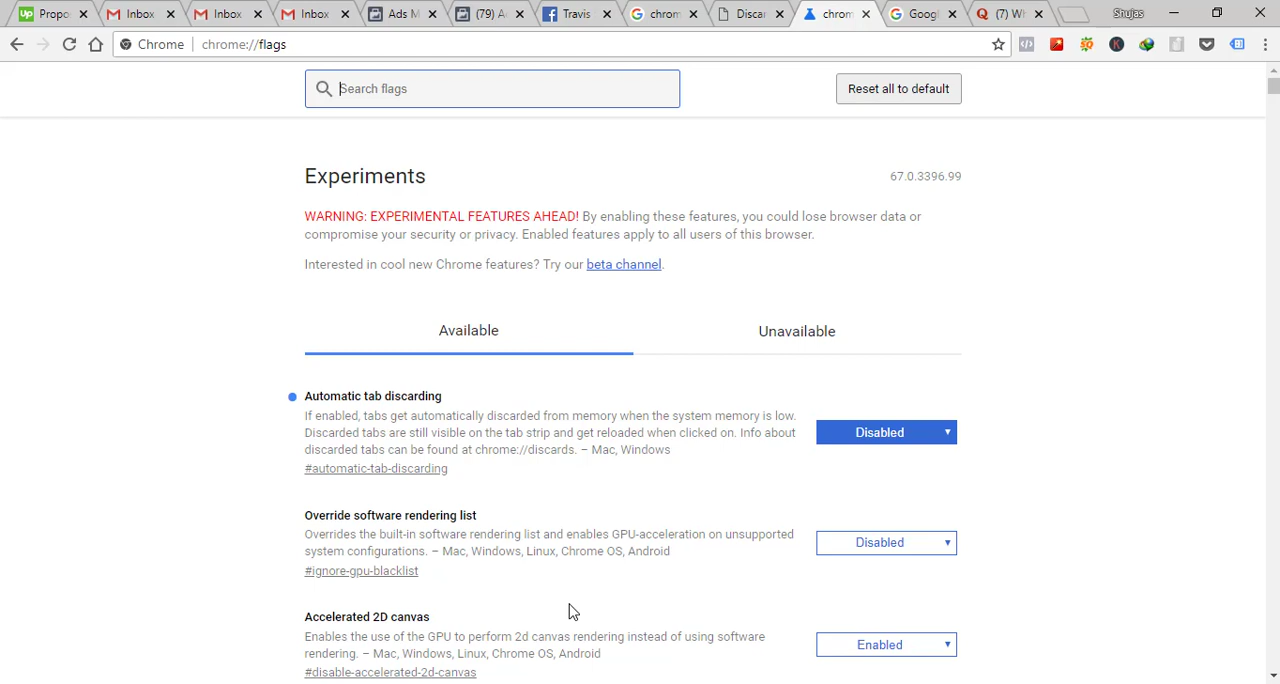 Up Propo
Inbox
Inbox
Inbox
Ads M
(79) A
Travis
chrom
Discar
chrom
Googl
(7) Wh
Shujas
Chrome chrome://flags
Search flags
Reset all to default
Experiments
67.0.3396.99
WARNING: EXPERIMENTAL FEATURES AHEAD! By enabling these features, you could lose browser data or
compromise your security or privacy. Enabled features apply to all users of this browser.
Interested in cool new Chrome features? Try our beta channel.
Available
Unavailable
Automatic tab discarding
If enabled, tabs get automatically discarded from memory when the system memory is low.
Discarded tabs are still visible on the tab strip and get reloaded when clicked on. Info about
discarded tabs can be found at chrome://discards. – Mac, Windows
#automatic-tab-discarding
Disabled
Override software rendering list
Overrides the built-in software rendering list and enables GPU-acceleration on unsupported
system configurations. – Mac, Windows, Linux, Chrome OS, Android
#ignore-gpu-blacklist
Disabled
Accelerated 2D canvas
Enables the use of the GPU to perform 2d canvas rendering instead of using software
rendering. – Mac, Windows, Linux, Chrome OS, Android
#disable-accelerated-2d-canvas
Enabled